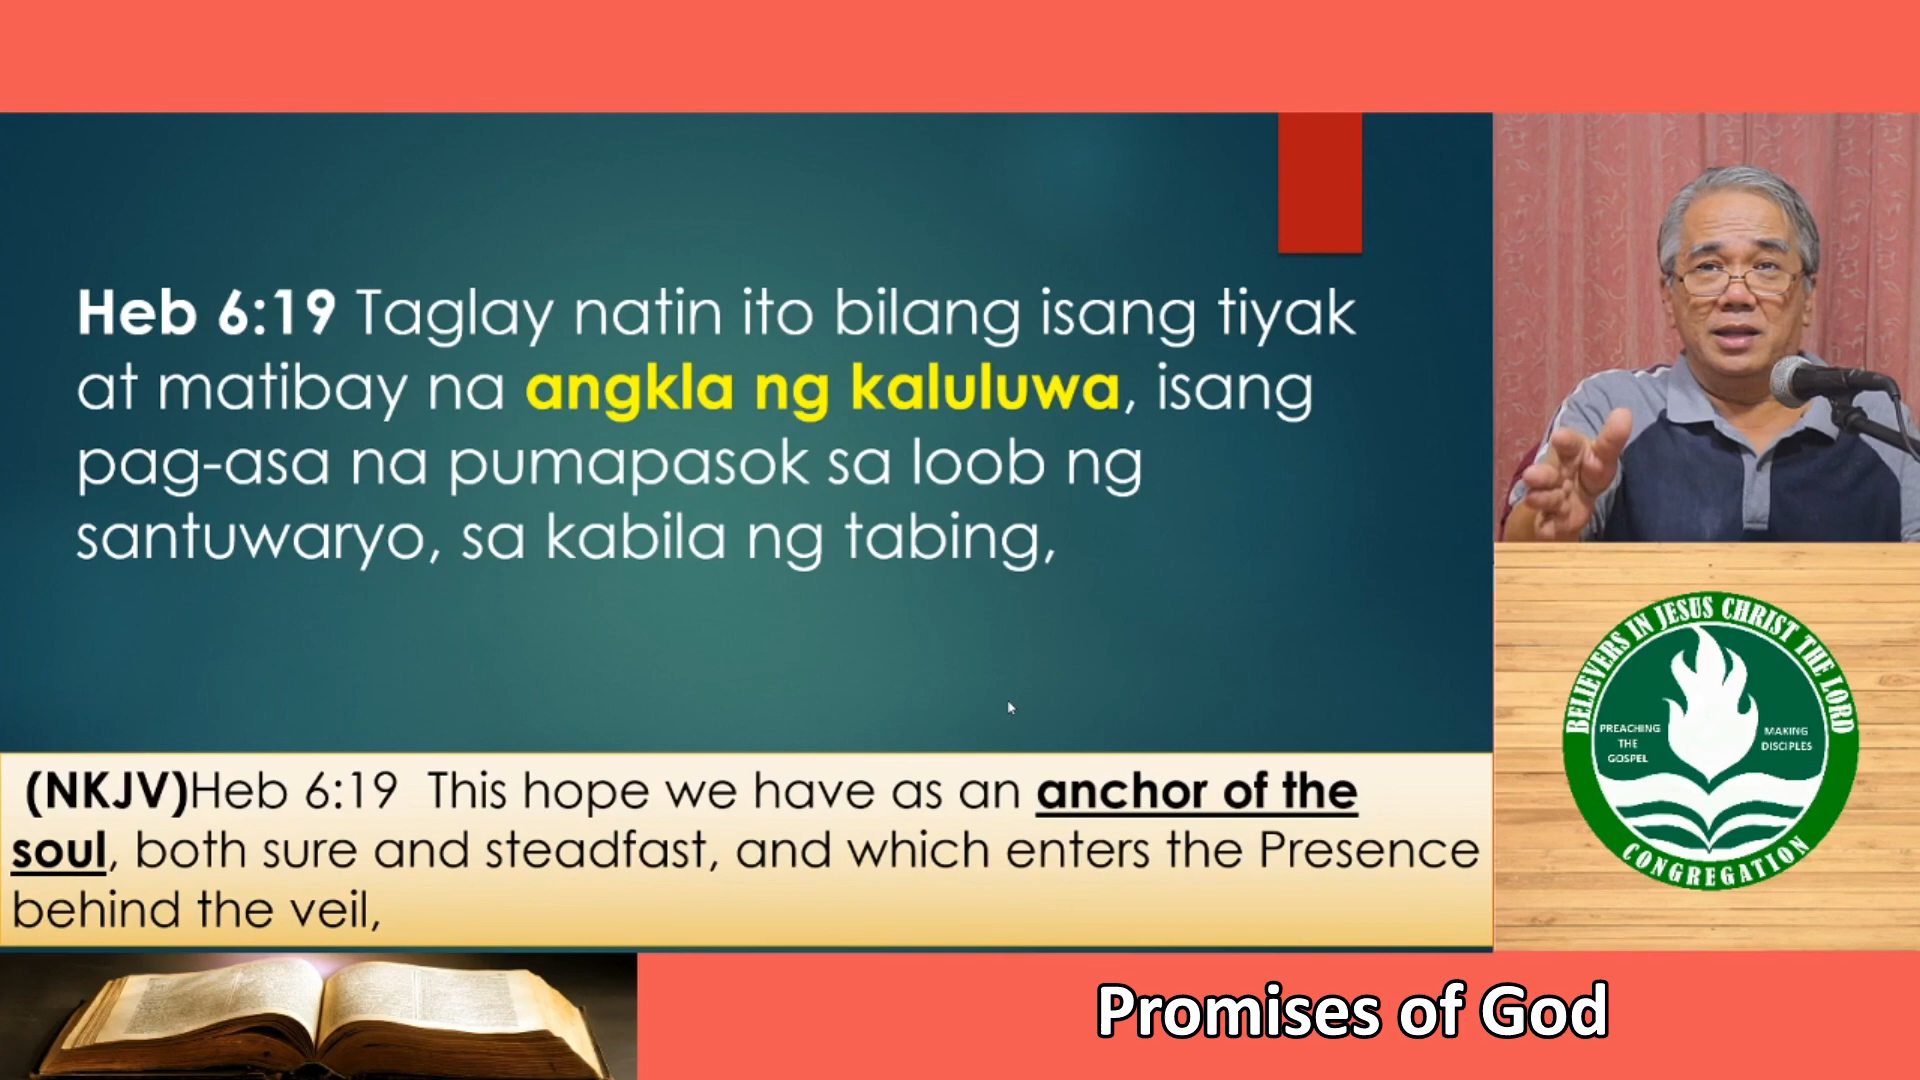 Heb 6:19 Taglay natin ito bilang isang tiyak
at matibay na angkla ng kaluluwa, isang
pag-asa na pumapasok sa loob ng
santuwaryo, sa kabila ng tabing,
(NKJV)Heb 6:19 This hope we have as an anchor of the
soul, both sure and steadfast, and which enters the Presence
behind the veil,
BELIEVERS IN JESUS CHRIST THE LORD
PREACHING
THE
GOSPEL
MAKING
DISCIPLES
CONGREGATION
Promises of God